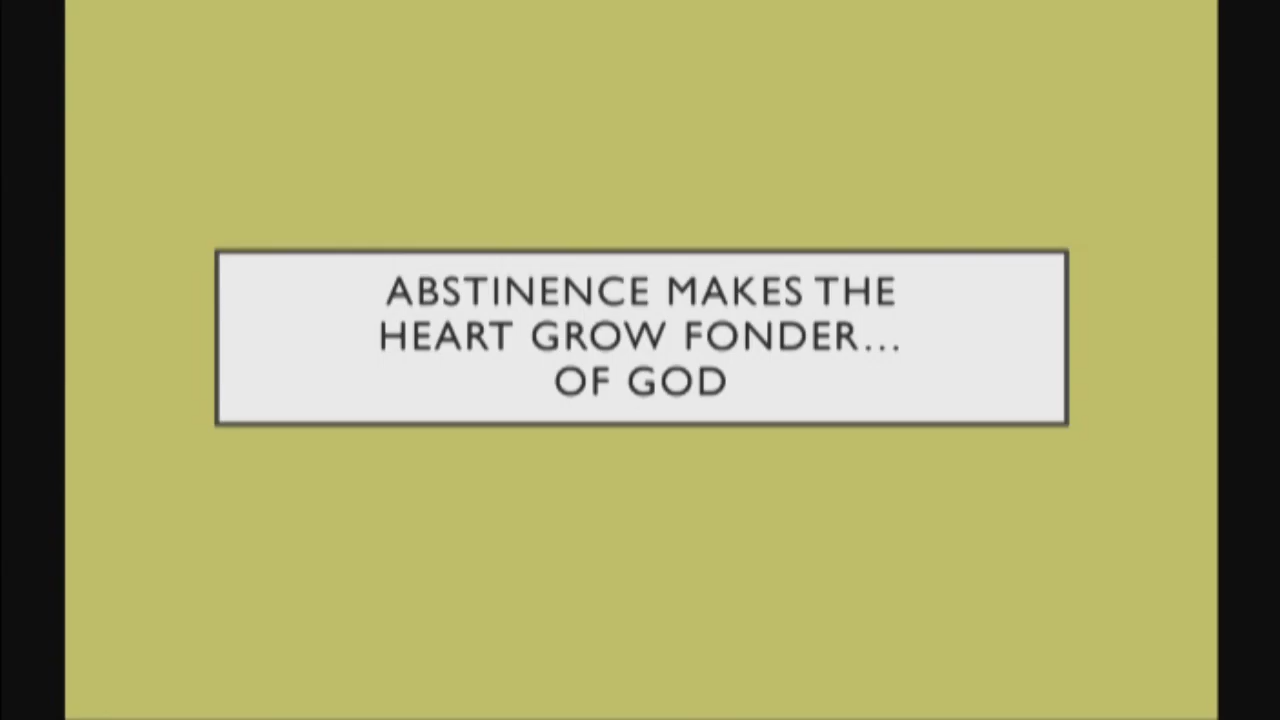 ABSTINENCE MAKES THE
HEART GROW FONDER...
OF GOD